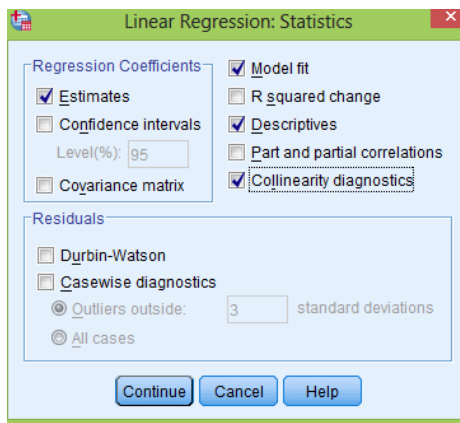 Linear Regression: Statistics
Regression Coefficients
Estimates
Confidence intervals
Level(%): 95
Covariance matrix
Model fit
R squared change
Descriptives
Part and partial correlations
Collinearity diagnostics
Residuals
Durbin-Watson
Casewise diagnostics
Outliers outside: 3 standard deviations
All cases
Continue Cancel Help